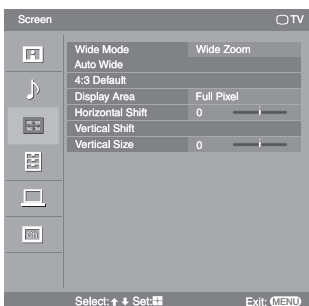 Screen TV
Wide Mode Wide Zoom
Auto Wide
4:3 Default
Display Area Full Pixel
Horizontal Shift 0
Vertical Shift
Vertical Size 0
Select: Set:
Exit: MENU